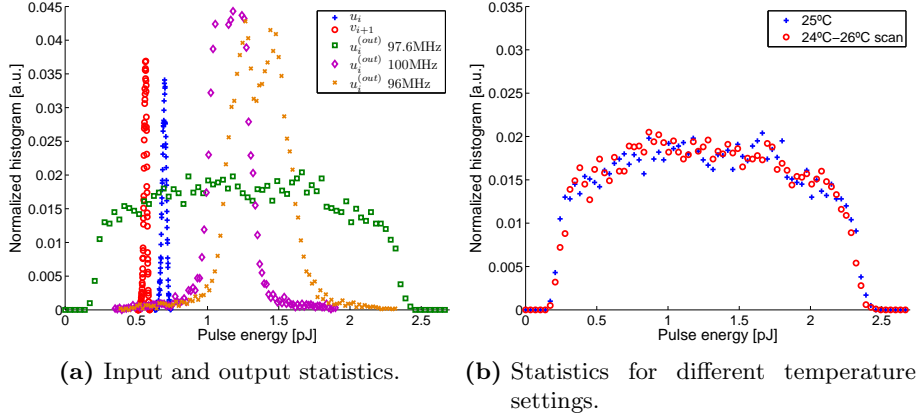 0.045
0.04
0.035
0.03
0.025
0.02
0.015
0.01
0.005
0
Normalized histogram [a.u.]
0 0.5 1 1.5 2 2.5
Pulse energy [pJ]
u_i
v_{i+1}
u_i^{(out)} 97.6MHz
u_i^{(out)} 100MHz
u_i^{(out)} 96MHz
(a) Input and output statistics.
0.035
0.03
0.025
0.02
0.015
0.01
0.005
0
Normalized histogram [a.u.]
0 0.5 1 1.5 2 2.5
Pulse energy [pJ]
25ºC
24ºC−26ºC scan
(b) Statistics for different temperature
settings.